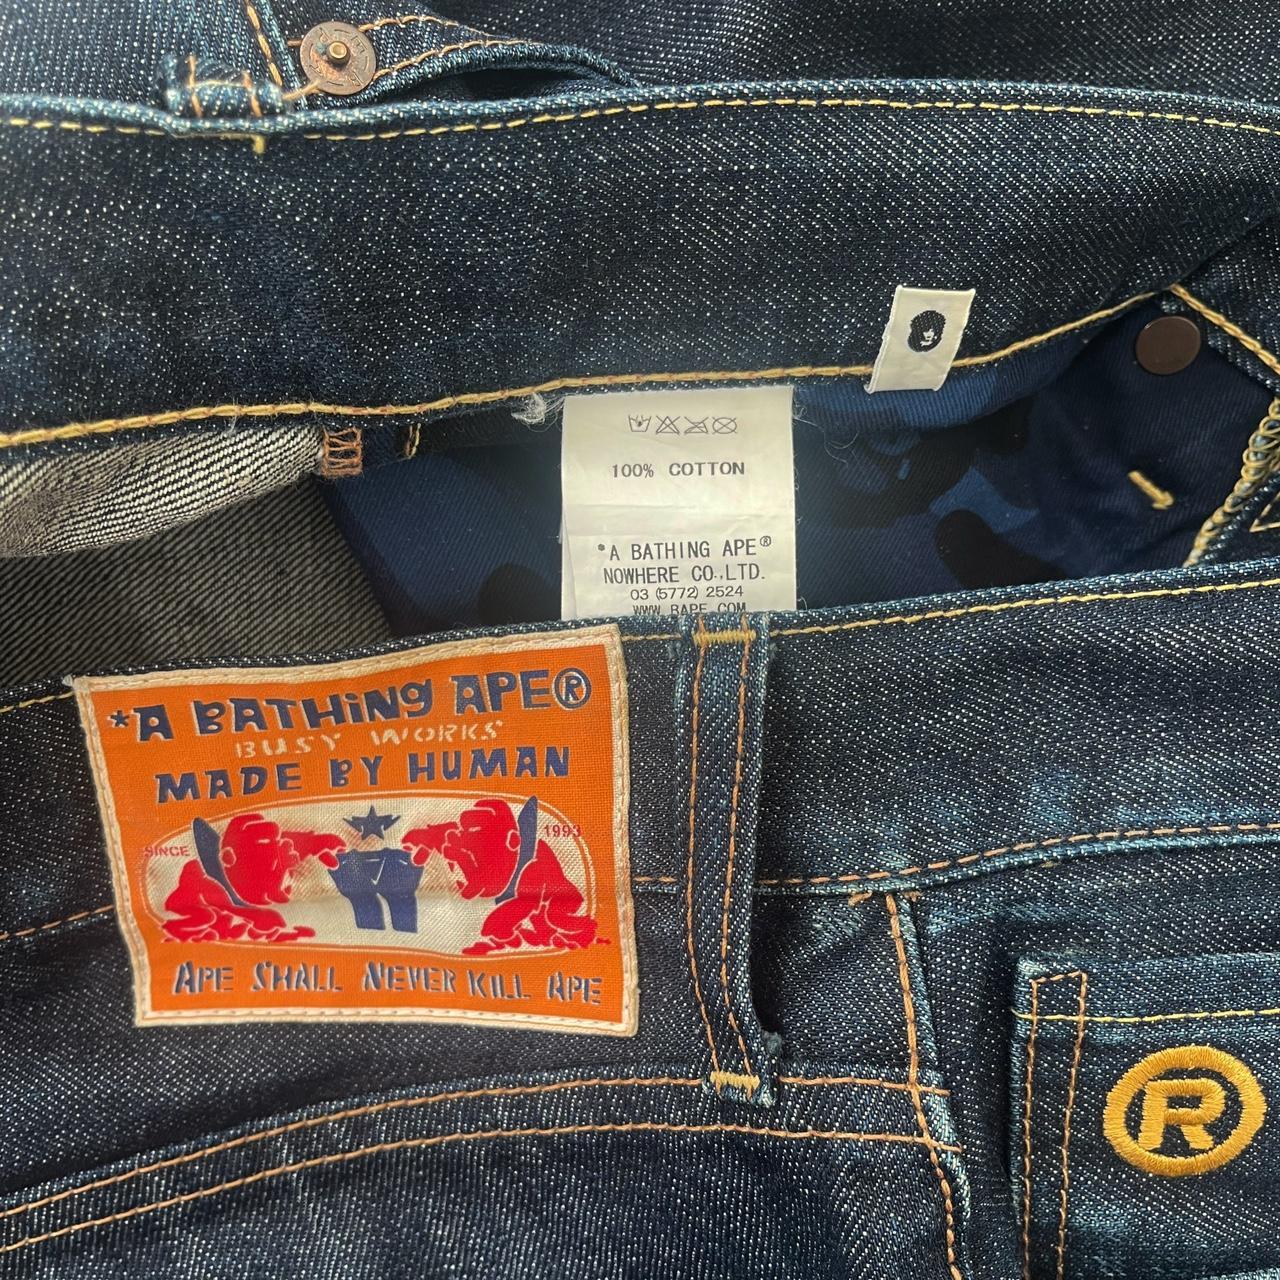 100% COTTON
*A BATHING APE®
NOWHERE CO.,LTD.
03 (5772) 2524
WWW.BAPE.COM
*A BATHING APE®
BUSY WORKS
MADE BY HUMAN
SINCE 1993
APE SHALL NEVER KILL APE
R